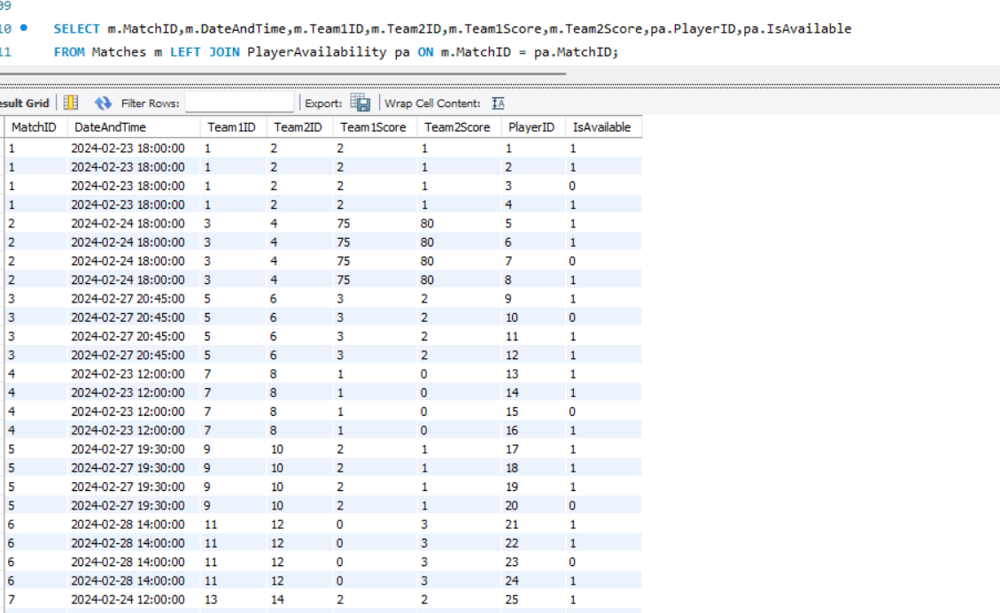 09
10 SELECT m.MatchID,m.DateAndTime,m.Team1ID,m.Team2ID,m.Team1Score,m.Team2Score,pa.PlayerID,pa.IsAvailable
11 FROM Matches m LEFT JOIN PlayerAvailability pa ON m.MatchID = pa.MatchID;
esult Grid Filter Rows: Export: Wrap Cell Content: IA
MatchID DateAndTime Team1ID Team2ID Team1Score Team2Score PlayerID IsAvailable
1 2024-02-23 18:00:00 1 2 2 1 1 1
1 2024-02-23 18:00:00 1 2 2 1 2 1
1 2024-02-23 18:00:00 1 2 2 1 3 0
1 2024-02-23 18:00:00 1 2 2 1 4 1
2 2024-02-24 18:00:00 3 4 75 80 5 1
2 2024-02-24 18:00:00 3 4 75 80 6 1
2 2024-02-24 18:00:00 3 4 75 80 7 0
2 2024-02-24 18:00:00 3 4 75 80 8 1
3 2024-02-27 20:45:00 5 6 3 2 9 1
3 2024-02-27 20:45:00 5 6 3 2 10 0
3 2024-02-27 20:45:00 5 6 3 2 11 1
3 2024-02-27 20:45:00 5 6 3 2 12 1
4 2024-02-23 12:00:00 7 8 1 0 13 1
4 2024-02-23 12:00:00 7 8 1 0 14 1
4 2024-02-23 12:00:00 7 8 1 0 15 0
4 2024-02-23 12:00:00 7 8 1 0 16 1
5 2024-02-27 19:30:00 9 10 2 1 17 1
5 2024-02-27 19:30:00 9 10 2 1 18 1
5 2024-02-27 19:30:00 9 10 2 1 19 1
5 2024-02-27 19:30:00 9 10 2 1 20 0
6 2024-02-28 14:00:00 11 12 0 3 21 1
6 2024-02-28 14:00:00 11 12 0 3 22 1
6 2024-02-28 14:00:00 11 12 0 3 23 0
6 2024-02-28 14:00:00 11 12 0 3 24 1
7 2024-02-24 12:00:00 13 14 2 2 25 1